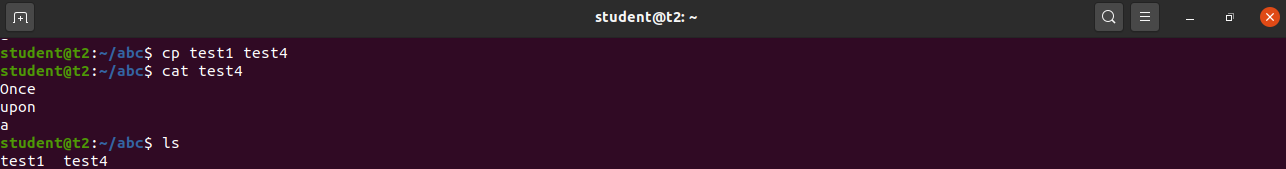 student@t2: ~
student@t2:~/abc$ cp test1 test4
student@t2:~/abc$ cat test4
Once
upon
a
student@t2:~/abc$ ls
test1  test4